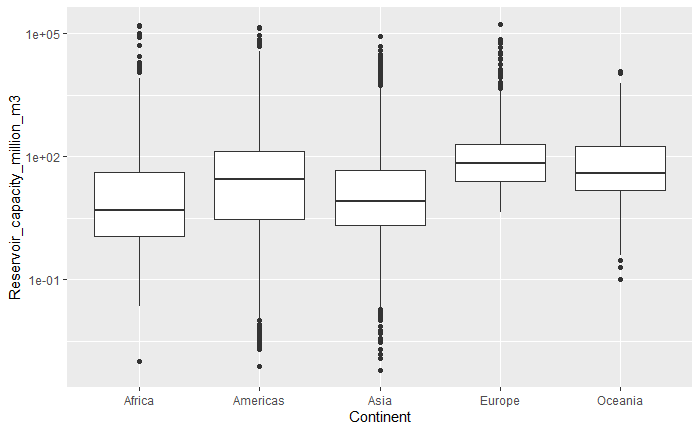 Reservoir_capacity_million_m3
1e+05
1e+02
1e-01
Africa
Americas
Asia
Europe
Oceania
Continent